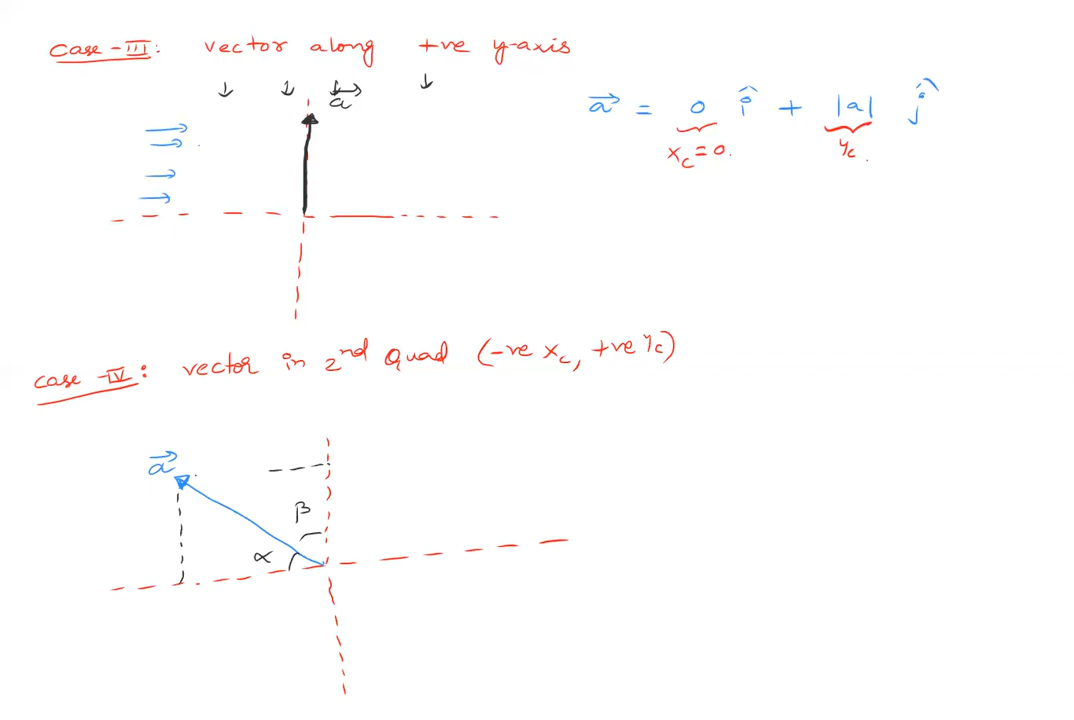 Case-III: vector along +ve y-axis
a⃗
a⃗ = 0 î + |a| ĵ
x_c = 0. y_c.
case-IV: vector in 2nd Quad (-ve x_c, +ve y_c)
a⃗
β
α